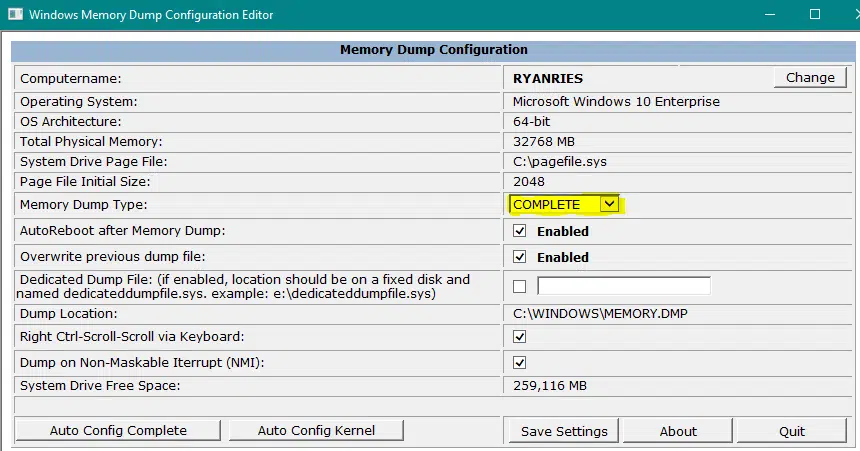 Windows Memory Dump Configuration Editor
Memory Dump Configuration
Computername: RYANRIES Change
Operating System: Microsoft Windows 10 Enterprise
OS Architecture: 64-bit
Total Physical Memory: 32768 MB
System Drive Page File: C:\pagefile.sys
Page File Initial Size: 2048
Memory Dump Type: COMPLETE
AutoReboot after Memory Dump: Enabled
Overwrite previous dump file: Enabled
Dedicated Dump File: (if enabled, location should be on a fixed disk and
named dedicateddumpfile.sys. example: e:\dedicateddumpfile.sys)
Dump Location: C:\WINDOWS\MEMORY.DMP
Right Ctrl-Scroll-Scroll via Keyboard:
Dump on Non-Maskable Iterrupt (NMI):
System Drive Free Space: 259,116 MB
Auto Config Complete Auto Config Kernel Save Settings About Quit